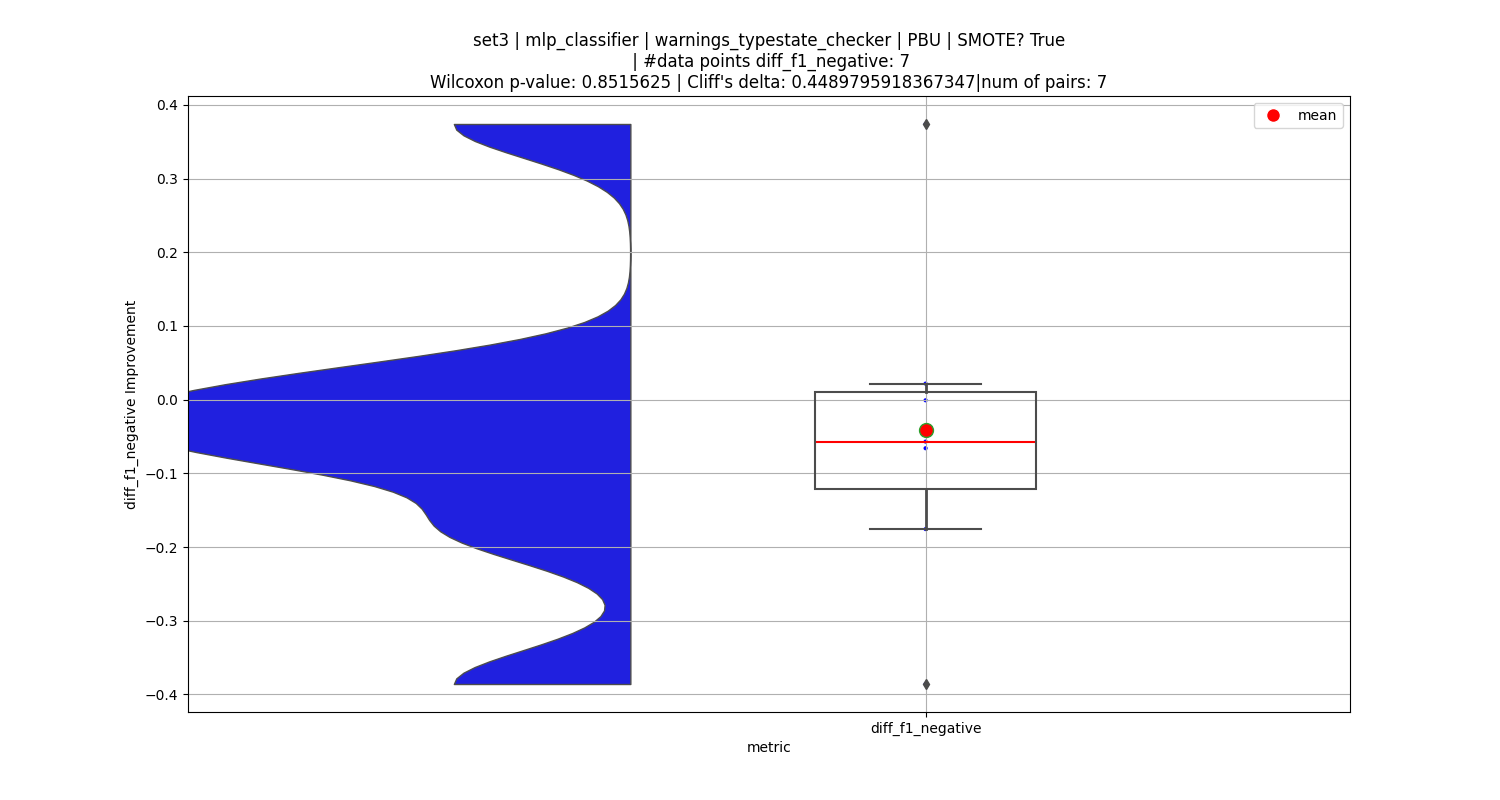 set3 | mlp_classifier | warnings_typestate_checker | PBU | SMOTE? True
| #data points diff_f1_negative: 7
Wilcoxon p-value: 0.8515625 | Cliff's delta: 0.4489795918367347|num of pairs: 7
mean
0.4
0.3
0.2
0.1
0.0
−0.1
−0.2
−0.3
−0.4
diff_f1_negative Improvement
diff_f1_negative
metric